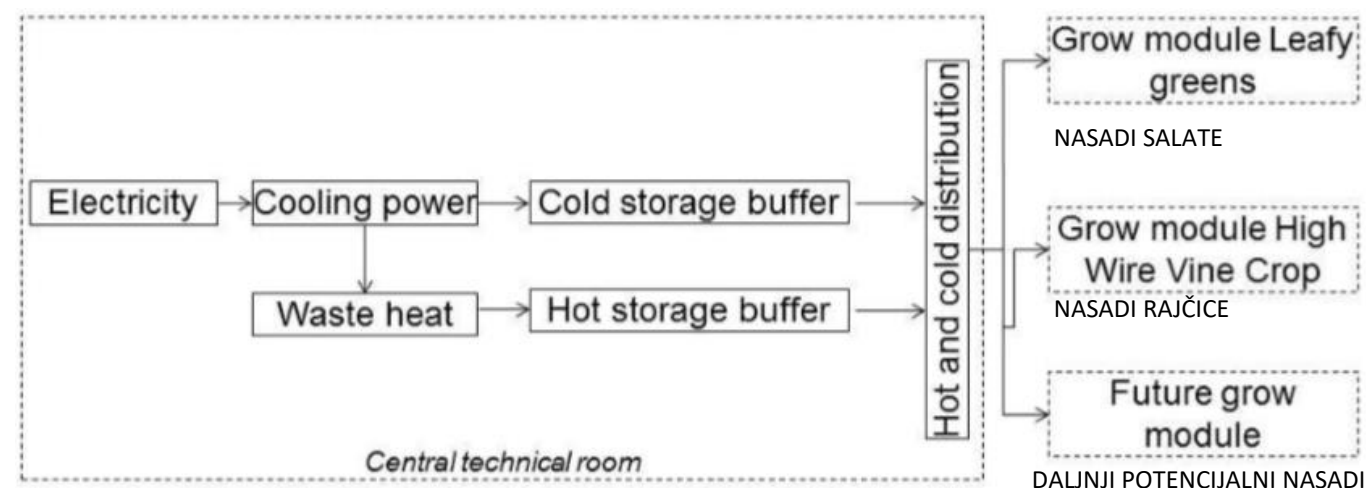 Grow module Leafy
greens
NASADI SALATE
Electricity
Cooling power
Cold storage buffer
Hot and cold distribution
Grow module High
Wire Vine Crop
NASADI RAJČICE
Waste heat
Hot storage buffer
Future grow
module
Central technical room
DALJNJI POTENCIJALNI NASADI